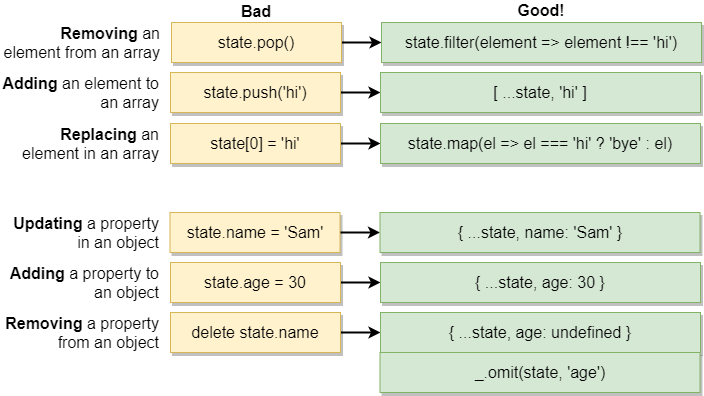 Bad
Good!
Removing an
element from an array
state.pop()
state.filter(element => element !== 'hi')
Adding an element to
an array
state.push('hi')
[ ...state, 'hi' ]
Replacing an
element in an array
state[0] = 'hi'
state.map(el => el === 'hi' ? 'bye' : el)
Updating a property
in an object
state.name = 'Sam'
{ ...state, name: 'Sam' }
Adding a property to
an object
state.age = 30
{ ...state, age: 30 }
Removing a property
from an object
delete state.name
{ ...state, age: undefined }
_.omit(state, 'age')